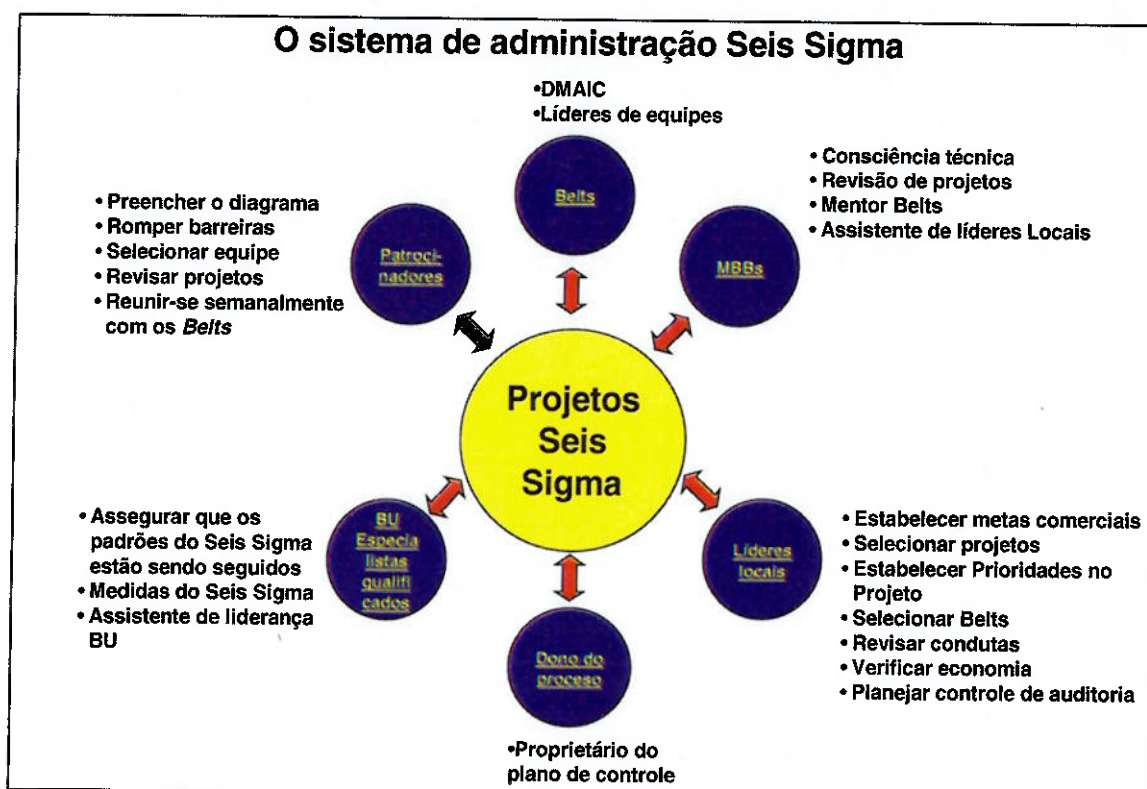 O sistema de administração Seis Sigma
•DMAIC
•Líderes de equipes
Belts
• Consciência técnica
• Revisão de projetos
• Mentor Belts
• Assistente de líderes Locais
MBBs
• Preencher o diagrama
• Romper barreiras
• Selecionar equipe
• Revisar projetos
• Reunir-se semanalmente
com os Belts
Patroci-
nadores
Projetos
Seis
Sigma
• Assegurar que os
padrões do Seis Sigma
estão sendo seguidos
• Medidas do Seis Sigma
• Assistente de liderança
BU
BU
Especia
listas
qualifi
cados
Líderes
locais
• Estabelecer metas comerciais
• Selecionar projetos
• Estabelecer Prioridades no
Projeto
• Selecionar Belts
• Revisar condutas
• Verificar economia
• Planejar controle de auditoria
Dono do
proceso
•Proprietário do
plano de controle